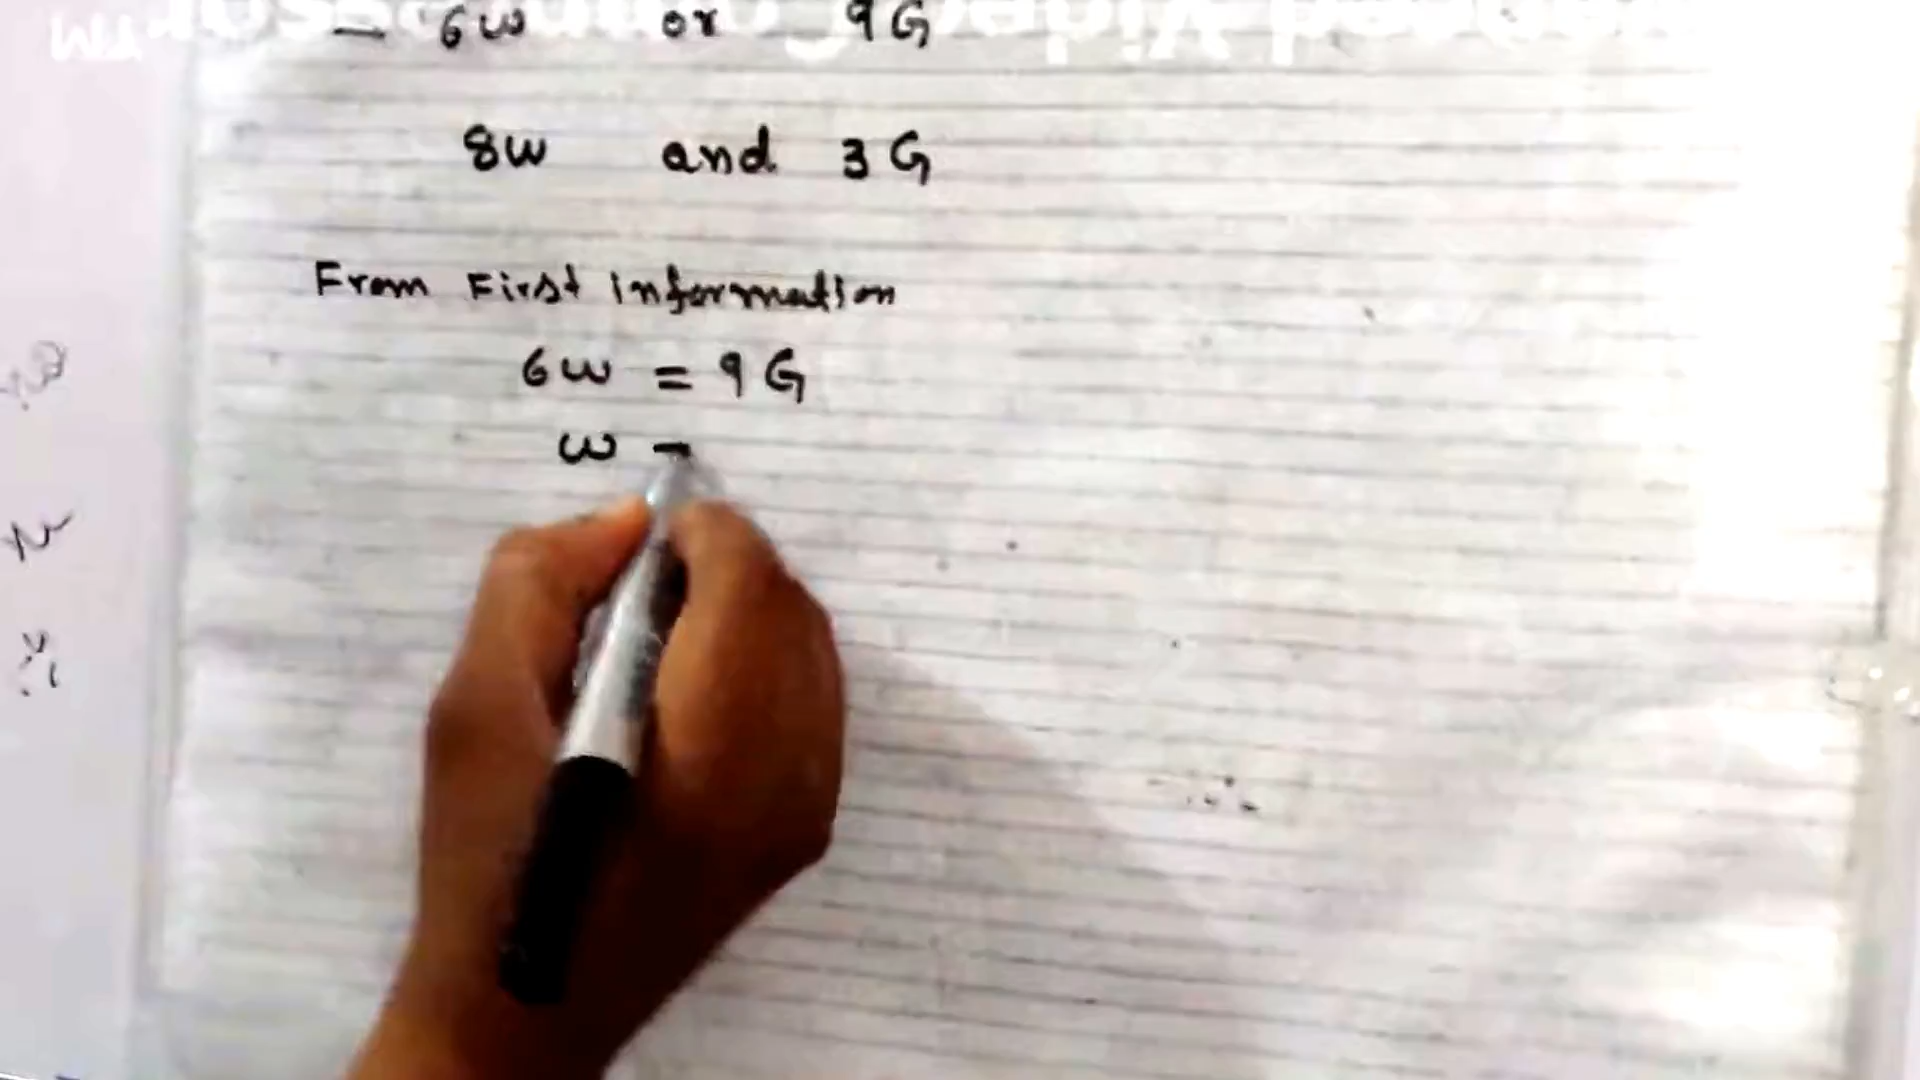 = 6w or 9G
8w and 3G
From First information
6w = 9G
w =